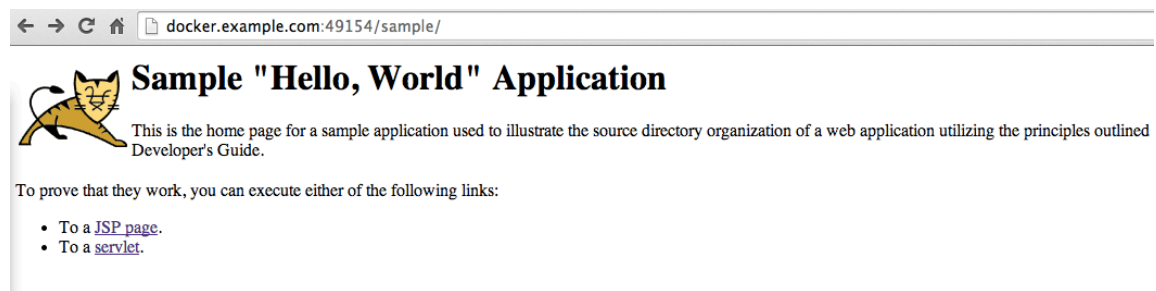 docker.example.com:49154/sample/
Sample "Hello, World" Application
This is the home page for a sample application used to illustrate the source directory organization of a web application utilizing the principles outlined
Developer's Guide.
To prove that they work, you can execute either of the following links:
• To a JSP page.
• To a servlet.